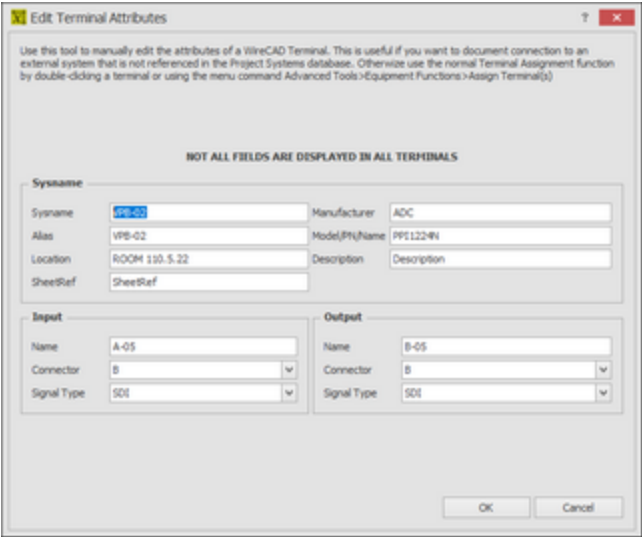 Edit Terminal Attributes ? ×
Use this tool to manually edit the attributes of a WireCAD Terminal. This is useful if you want to document connection to an
external system that is not referenced in the Project Systems database. Otherwize use the normal Terminal Assignment function
by double-clicking a terminal or using the menu command Advanced Tools>Equipment Functions>Assign Terminal(s)
NOT ALL FIELDS ARE DISPLAYED IN ALL TERMINALS
Sysname
Sysname VPB-02 Manufacturer ADC
Alias VPB-02 Model/PN/Name PPI1224N
Location ROOM 110.5.22 Description Description
SheetRef SheetRef
Input Output
Name A-05 Name B-05
Connector B Connector B
Signal Type SDI Signal Type SDI
OK Cancel